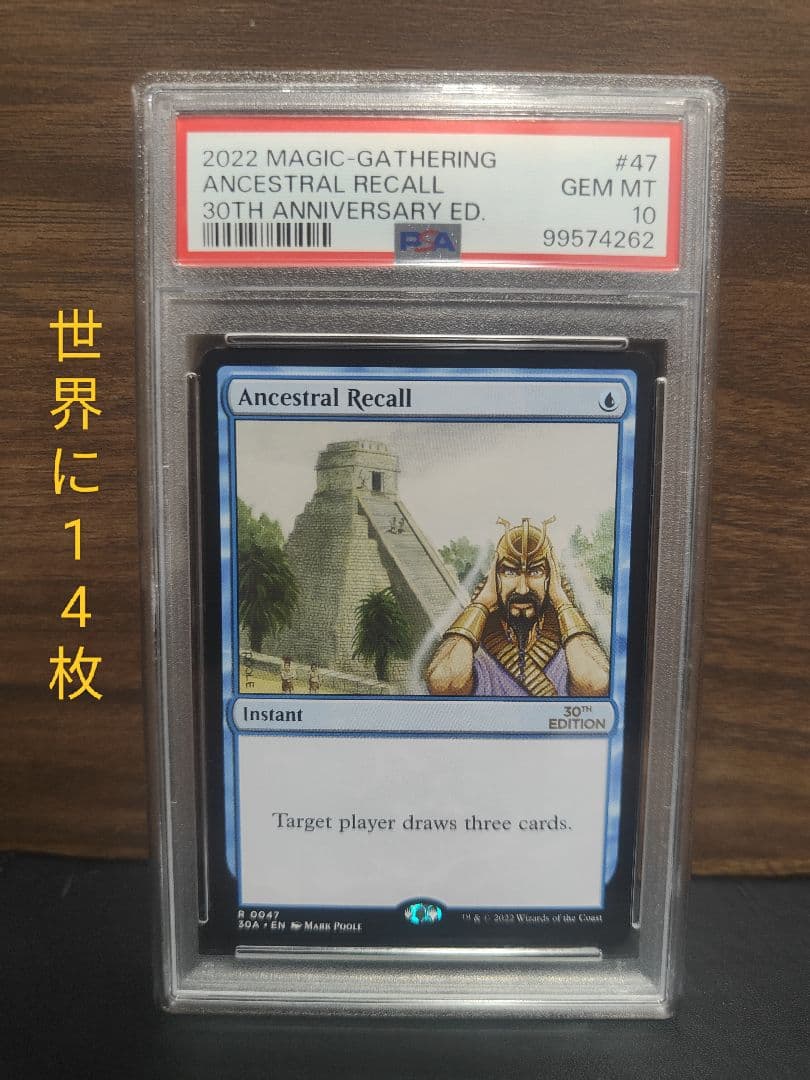 2022 MAGIC-GATHERING #47
ANCESTRAL RECALL GEM MT
30TH ANNIVERSARY ED. 10
PSA 99574262
世界に14枚
Ancestral Recall
POOLE
Instant
30TH
EDITION
Target player draws three cards.
R 0047
30A • EN MARK POOLE
™ & © 2022 Wizards of the Coast